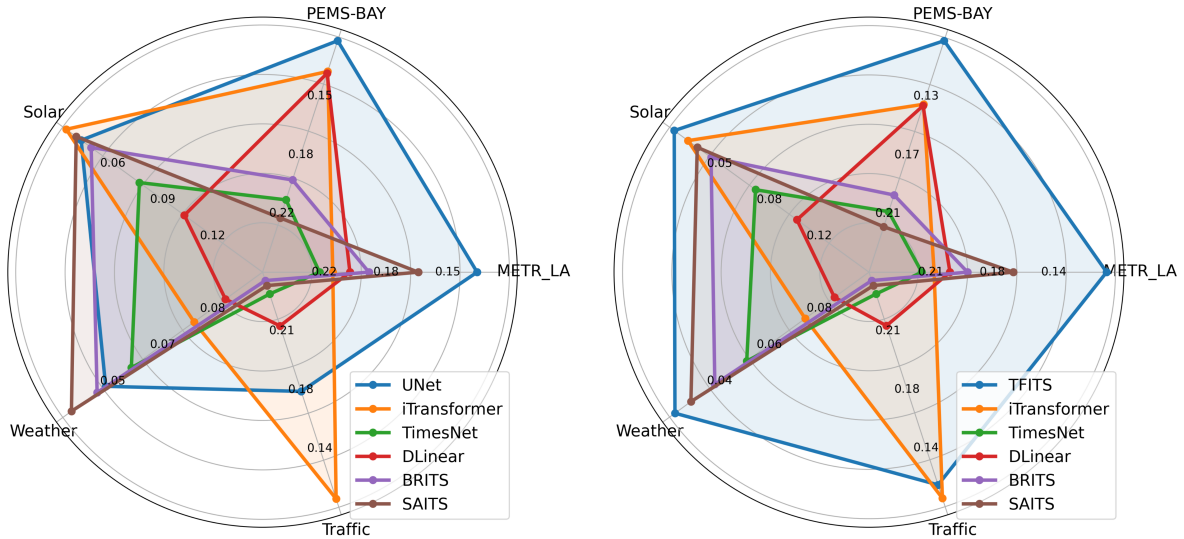 PEMS-BAY
0.15
Solar
0.06
0.18
0.09
0.22
0.12
0.22
0.18
0.15
METR_LA
0.08
0.21
0.07
0.05
0.18
Weather
0.14
Traffic
UNet
iTransformer
TimesNet
DLinear
BRITS
SAITS
PEMS-BAY
0.13
Solar
0.05
0.17
0.08
0.21
0.12
0.21
0.18
0.14
METR_LA
0.08
0.21
0.06
0.04
0.18
Weather
0.14
Traffic
TFITS
iTransformer
TimesNet
DLinear
BRITS
SAITS